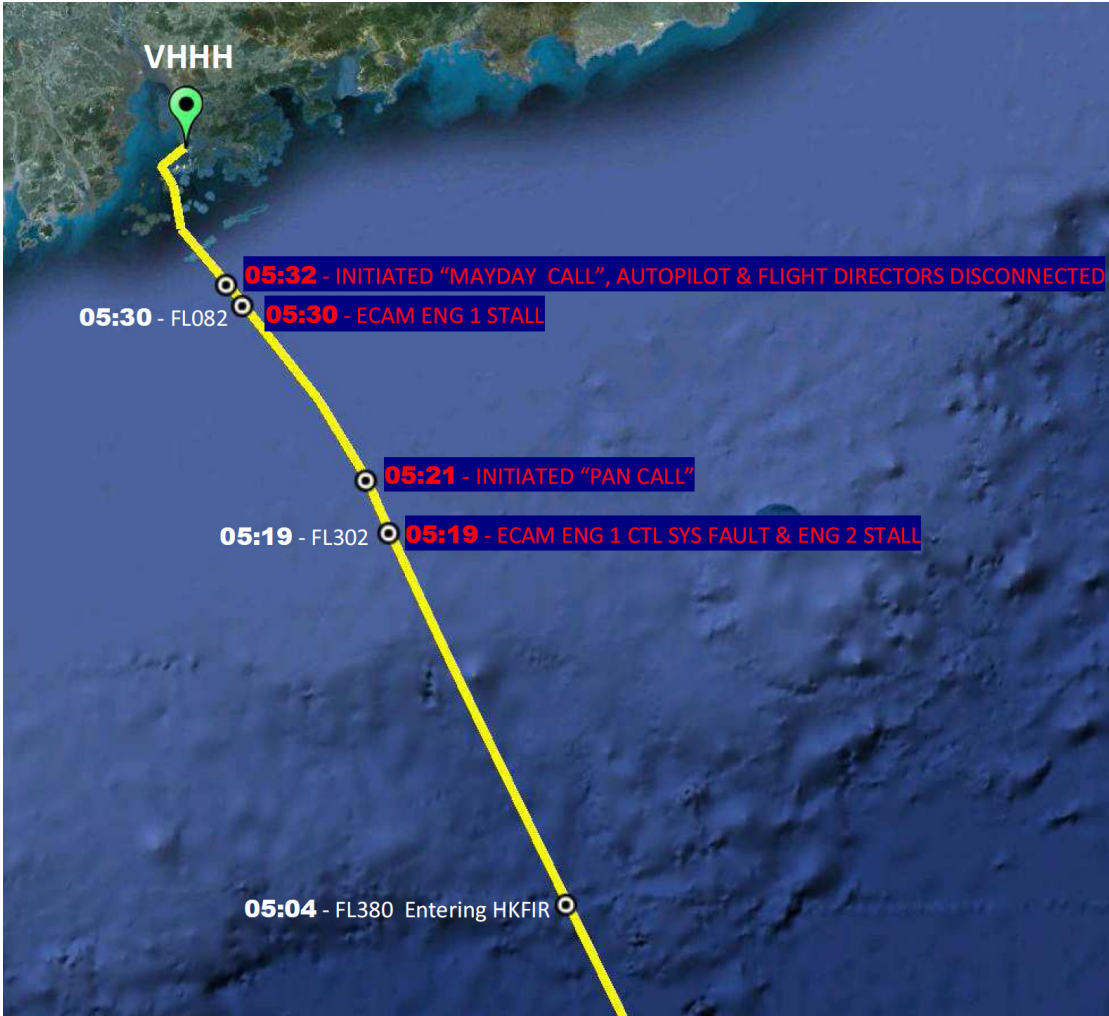 VHHH
05:32 - INITIATED “MAYDAY CALL”, AUTOPILOT & FLIGHT DIRECTORS DISCONNECTED
05:30 - FL082
05:30 - ECAM ENG 1 STALL
05:21 - INITIATED “PAN CALL”
05:19 - FL302
05:19 - ECAM ENG 1 CTL SYS FAULT & ENG 2 STALL
05:04 - FL380 Entering HKFIR